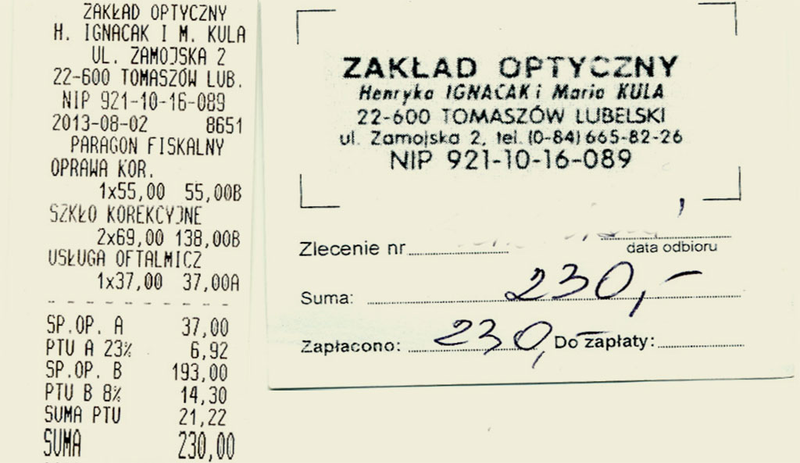 ZAKŁAD OPTYCZNY
H. IGNACAK I M. KULA
UL. ZAMOJSKA 2
22-600 TOMASZÓW LUB.
NIP 921-10-16-089
2013-08-02 8651
PARAGON FISKALNY
OPRAWA KOR.
1x55,00 55,00B
SZKŁO KOREKCYJNE
2x69,00 138,00B
USŁUGA OFTALMICZ
1x37,00 37,00A
SP.OP. A 37,00
PTU A 23% 6,92
SP.OP. B 193,00
PTU B 8% 14,30
SUMA PTU 21,22
SUMA 230,00
ZAKŁAD OPTYCZNY
Henryka IGNACAK i Maria KULA
22-600 TOMASZÓW LUBELSKI
ul. Zamojska 2, tel. (0-84) 665-82-26
NIP 921-10-16-089
Zlecenie nr
data odbioru
Suma: 230,-
Zapłacono: 230,- Do zapłaty: